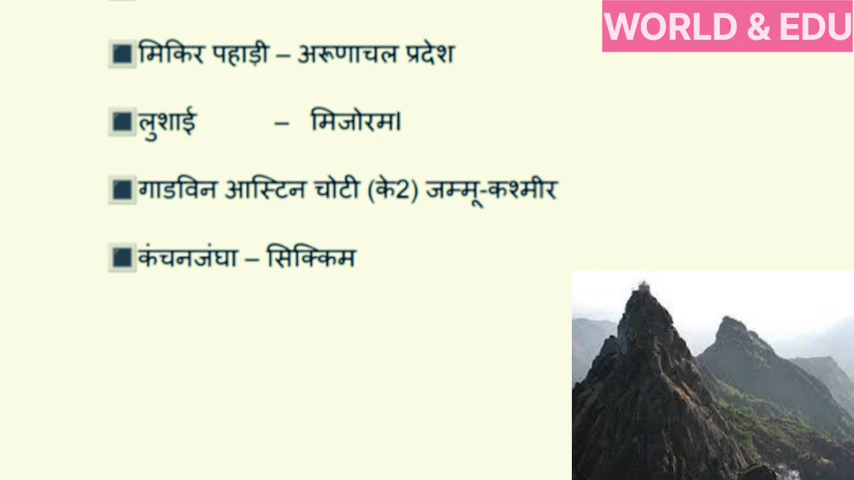 WORLD & EDU
मिकिर पहाड़ी – अरूणाचल प्रदेश
लुशाई – मिजोरम।
गाडविन आस्टिन चोटी (के2) जम्मू-कश्मीर
कंचनजंघा – सिक्किम